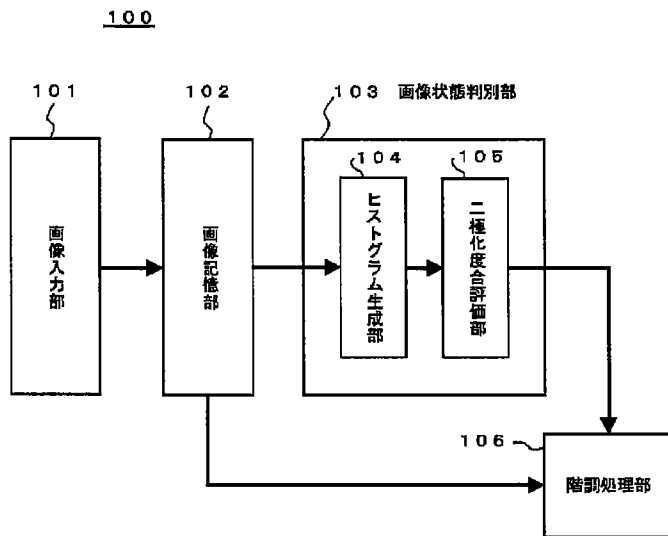 １００
１０１
１０２
１０３ 画像状態判別部
１０４
１０５
画像入力部
画像記憶部
ヒストグラム生成部
二極化度合評価部
１０６
階調処理部